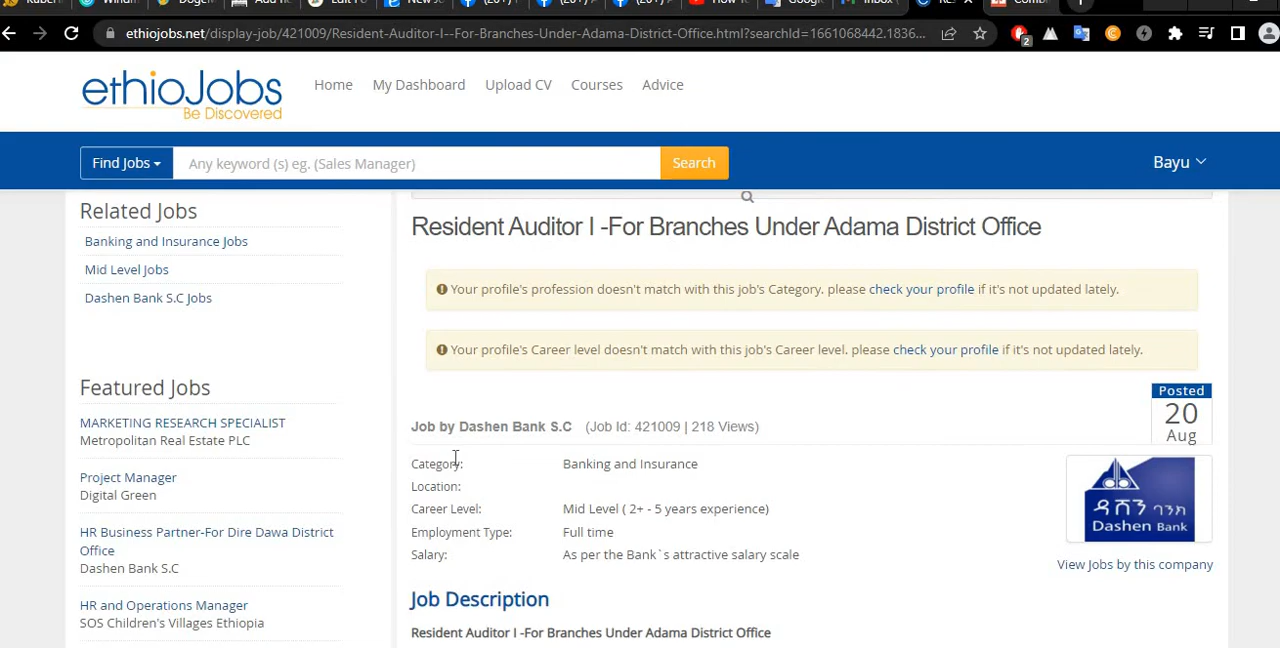 ethiojobs.net/display-job/421009/Resident-Auditor-I--For-Branches-Under-Adama-District-Office.html?searchId=1661068442.1836...
2
ethioJobs
Be Discovered
Home My Dashboard Upload CV Courses Advice
Find Jobs Any keyword (s) eg. (Sales Manager) Search Bayu
Related Jobs
Banking and Insurance Jobs
Mid Level Jobs
Dashen Bank S.C Jobs
Featured Jobs
MARKETING RESEARCH SPECIALIST
Metropolitan Real Estate PLC
Project Manager
Digital Green
HR Business Partner-For Dire Dawa District
Office
Dashen Bank S.C
HR and Operations Manager
SOS Children's Villages Ethiopia
Resident Auditor I -For Branches Under Adama District Office
Your profile's profession doesn't match with this job's Category. please check your profile if it's not updated lately.
Your profile's Career level doesn't match with this job's Career level. please check your profile if it's not updated lately.
Posted
20
Aug
Job by Dashen Bank S.C (Job Id: 421009 | 218 Views)
Category: Banking and Insurance
Location:
Career Level: Mid Level ( 2+ - 5 years experience)
Employment Type: Full time
Salary: As per the Bank`s attractive salary scale
ዳሸን ባንክ
Dashen Bank
View Jobs by this company
Job Description
Resident Auditor I -For Branches Under Adama District Office